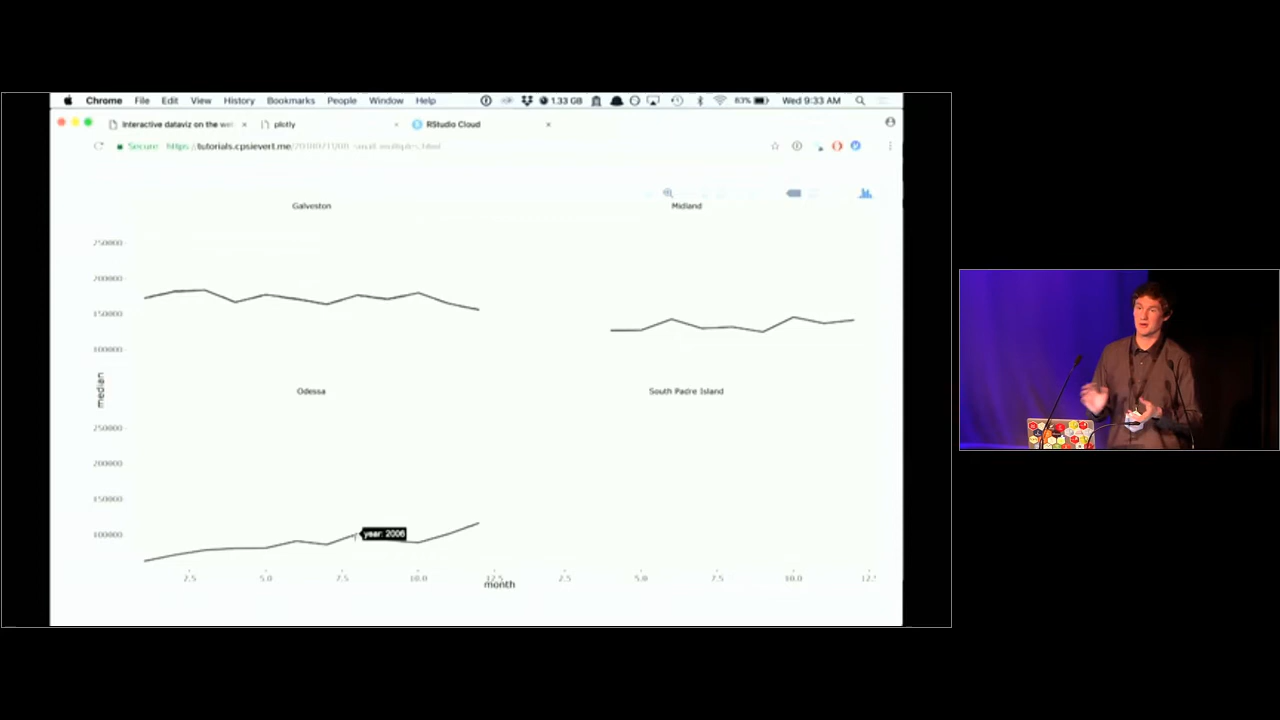 Chrome File Edit View History Bookmarks People Window Help 1.33 GB 83% Wed 9:33 AM
Interactive dataviz on the we × plotly × RStudio Cloud ×
Secure https://tutorials.cpsievert.me/
Galveston
Midland
250000
200000
150000
100000
median
Odessa
South Padre Island
250000
200000
150000
100000
year: 2006
2.5 5.0 7.5 10.0 12.5 2.5 5.0 7.5 10.0 12.5
month